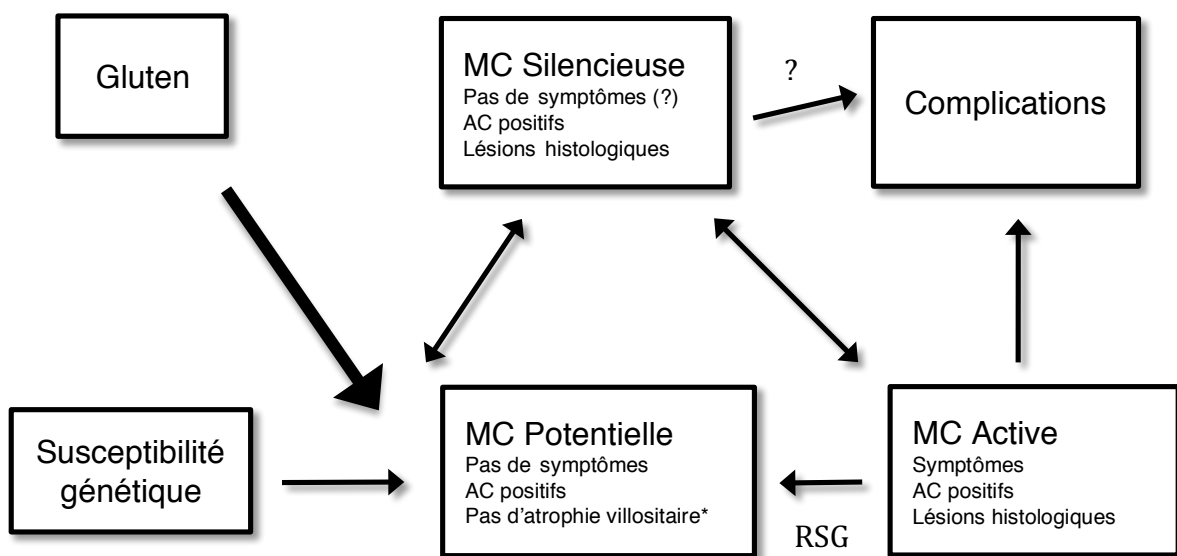 Gluten
MC Silencieuse
Pas de symptômes (?)
AC positifs
Lésions histologiques
?
Complications
Susceptibilité
génétique
MC Potentielle
Pas de symptômes
AC positifs
Pas d'atrophie villositaire*
RSG
MC Active
Symptômes
AC positifs
Lésions histologiques